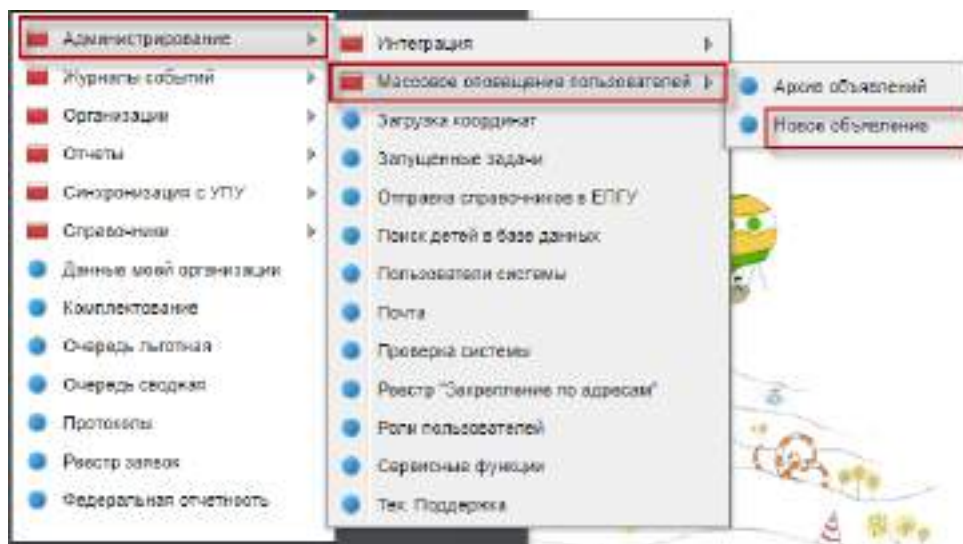 Администрирование
Журналы событий
Организации
Отчеты
Синхронизация с УПУ
Справочники
Данные моей организации
Комплектование
Очередь льготная
Очередь сводная
Протоколы
Реестр заявок
Федеральная отчетность
Интеграция
Массовое оповещение пользователей
Загрузка координат
Запущенные задачи
Отправка справочников в ЕПГУ
Поиск детей в базе данных
Пользователи системы
Почта
Проверка системы
Реестр "Закрепление по адресам"
Роли пользователей
Сервисные функции
Тех. Поддержка
Архив объявлений
Новое объявление